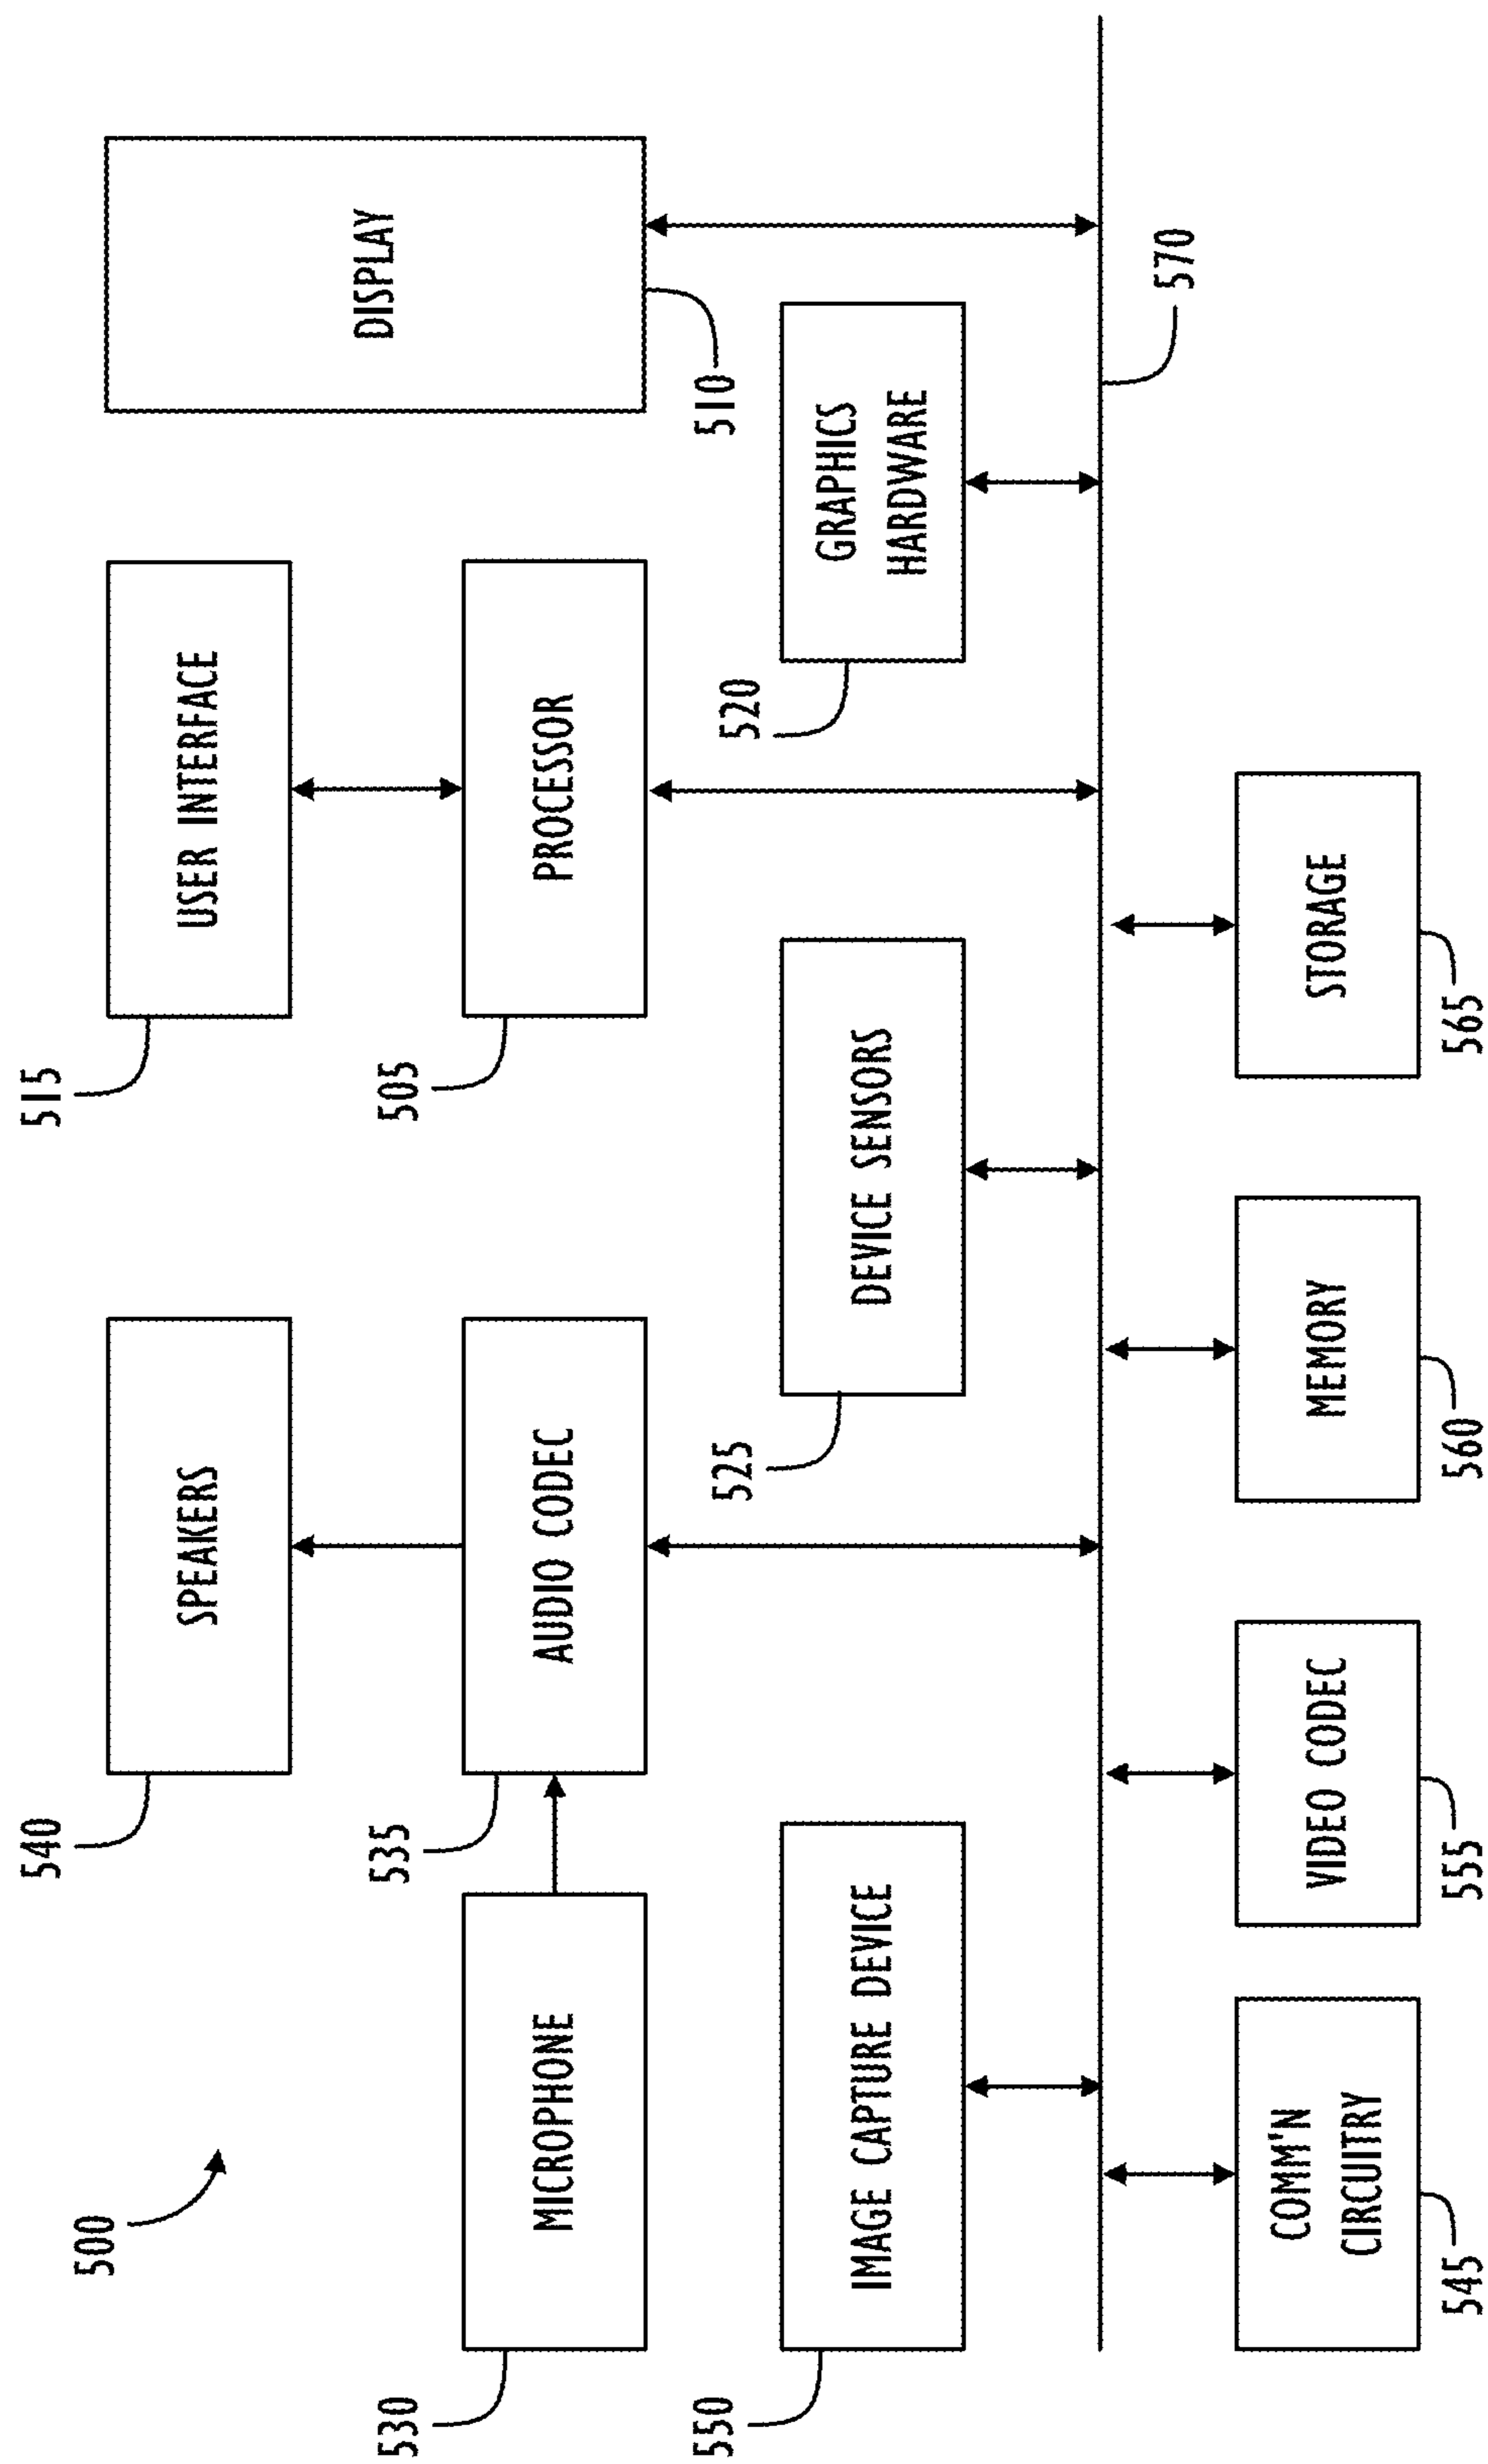 500
540
SPEAKERS
515
USER INTERFACE
DISPLAY
530
MICROPHONE
535
AUDIO CODEC
505
PROCESSOR
510
550
IMAGE CAPTURE DEVICE
525
DEVICE SENSORS
520
GRAPHICS
HARDWARE
570
COMM'N
CIRCUITRY
VIDEO CODEC
MEMORY
STORAGE
545
555
560
565